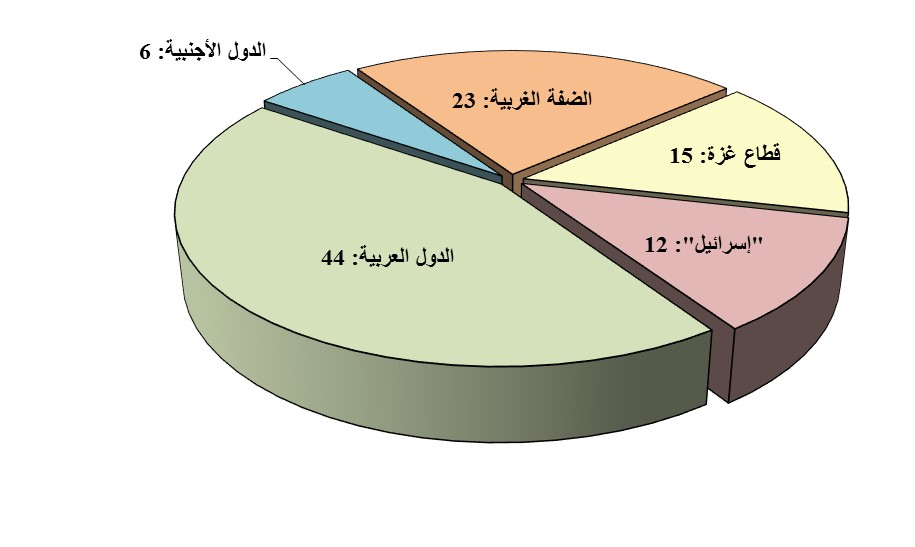 الدول الأجنبية: 6
الضفة الغربية: 23
قطاع غزة: 15
"إسرائيل": 12
الدول العربية: 44